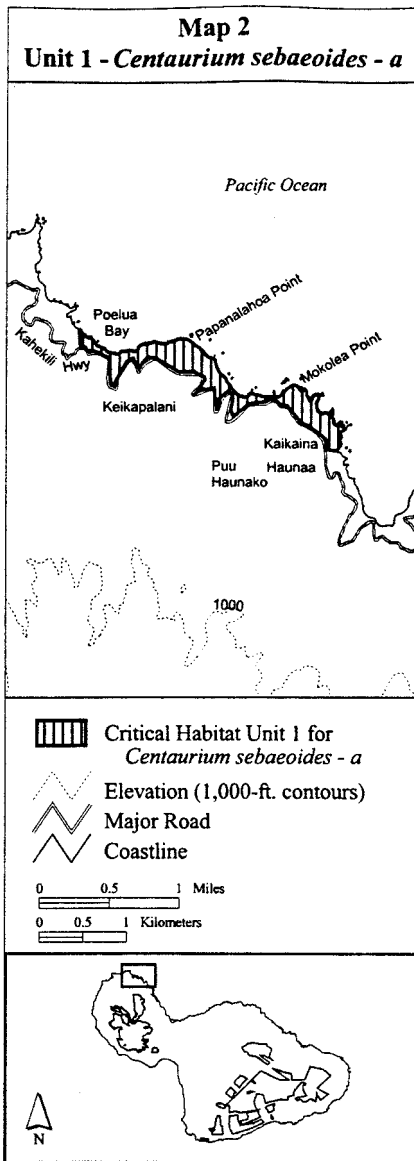 Map 2
Unit 1 - Centaurium sebaeoides - a
Pacific Ocean
Papanalahoa Point
Poelua
Bay
Kahekili
Hwy
Mokolea Point
Keikapalani
Kaikaina
Puu
Haunako
Haunaa
1000
Critical Habitat Unit 1 for
Centaurium sebaeoides - a
Elevation (1,000-ft. contours)
Major Road
Coastline
0 0.5 1 Miles
0 0.5 1 Kilometers
N